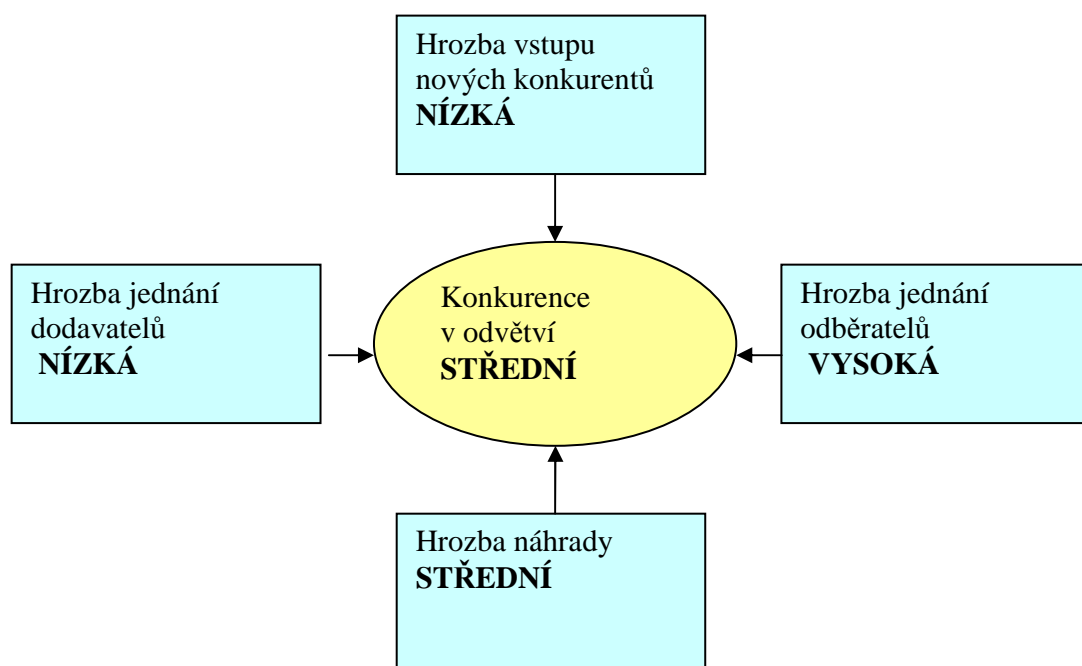 Hrozba vstupu
nových konkurentů
NÍZKÁ
Hrozba jednání
dodavatelů
NÍZKÁ
Konkurence
v odvětví
STŘEDNÍ
Hrozba jednání
odběratelů
VYSOKÁ
Hrozba náhrady
STŘEDNÍ